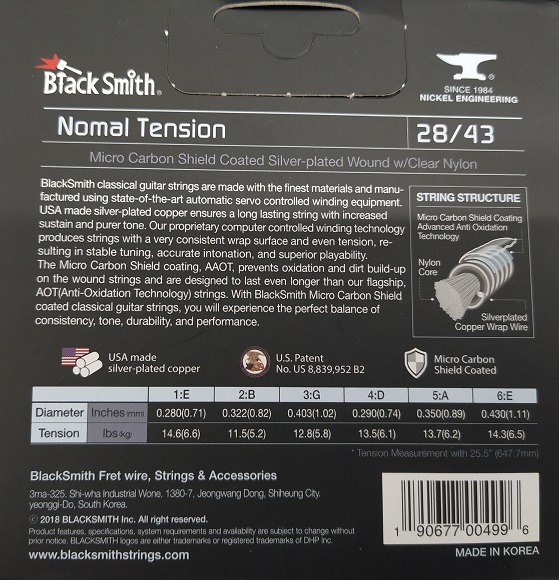 Black Smith®
SINCE 1984
NICKEL ENGINEERING
Nomal Tension
28/43
Micro Carbon Shield Coated Silver-plated Wound w/Clear Nylon
BlackSmith classical guitar strings are made with the finest materials and manu-
factured using state-of-the-art automatic servo controlled winding equipment.
USA made silver-plated copper ensures a long lasting string with increased
sustain and purer tone. Our proprietary computer controlled winding technology
produces strings with a very consistent wrap surface and even tension, re-
sulting in stable tuning, accurate intonation, and superior playability.
The Micro Carbon Shield coating, AAOT, prevents oxidation and dirt build-up
on the wound strings and are designed to last even longer than our flagship,
AOT(Anti-Oxidation Technology) strings. With BlackSmith Micro Carbon Shield
coated classical guitar strings, you will experience the perfect balance of
consistency, tone, durability, and performance.
STRING STRUCTURE
Micro Carbon Shield Coating
Advanced Anti Oxidation
Technology
Nylon
Core
Silverplated
Copper Wrap Wire
USA made
silver-plated copper
U.S. Patent
No. US 8,839,952 B2
Micro Carbon
Shield Coated
1:E 2:B 3:G 4:D 5:A 6:E
Diameter Inches(mm) 0.280(0.71) 0.322(0.82) 0.403(1.02) 0.290(0.74) 0.350(0.89) 0.430(1.11)
Tension lbs(kg) 14.6(6.6) 11.5(5.2) 12.8(5.8) 13.5(6.1) 13.7(6.2) 14.3(6.5)
* Tension Measurement with 25.5" (647.7mm)
BlackSmith Fret wire, Strings & Accessories
3ma-325. Shi-wha Industrial Wone. 1380-7, Jeongwang Dong, Shiheung City.
yeonggi-Do, South Korea.
© 2018 BLACKSMITH Inc. All right reserved.
Product features, specifications, system requirements and availability are subject to change without
prior notice. BLACKSMITH logos are either trademarks or registered trademarks of DHP Inc.
www.blacksmithstrings.com
1 90677 00499 6
MADE IN KOREA